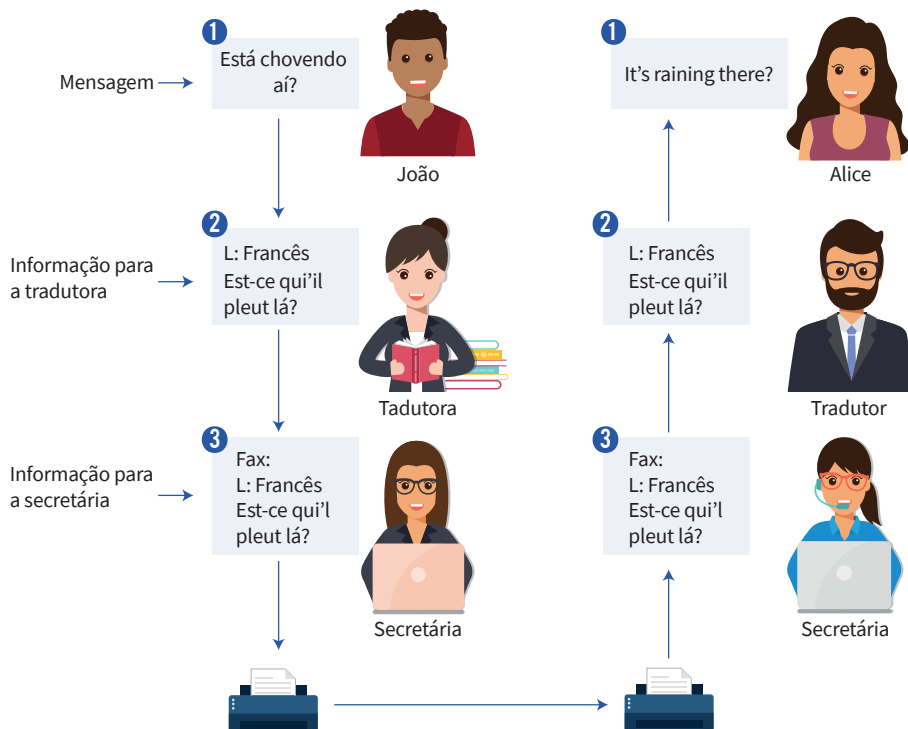 1
Está chovendo
aí?
Mensagem
João
2
L: Francês
Est-ce qui'il
pleut lá?
Informação para
a tradutora
Tadutora
3
Fax:
L: Francês
Est-ce qui'l
pleut lá?
Informação para
a secretária
Secretária
1
It's raining there?
Alice
2
L: Francês
Est-ce qui'il
pleut lá?
Tradutor
3
Fax:
L: Francês
Est-ce qui'l
pleut lá?
Secretária